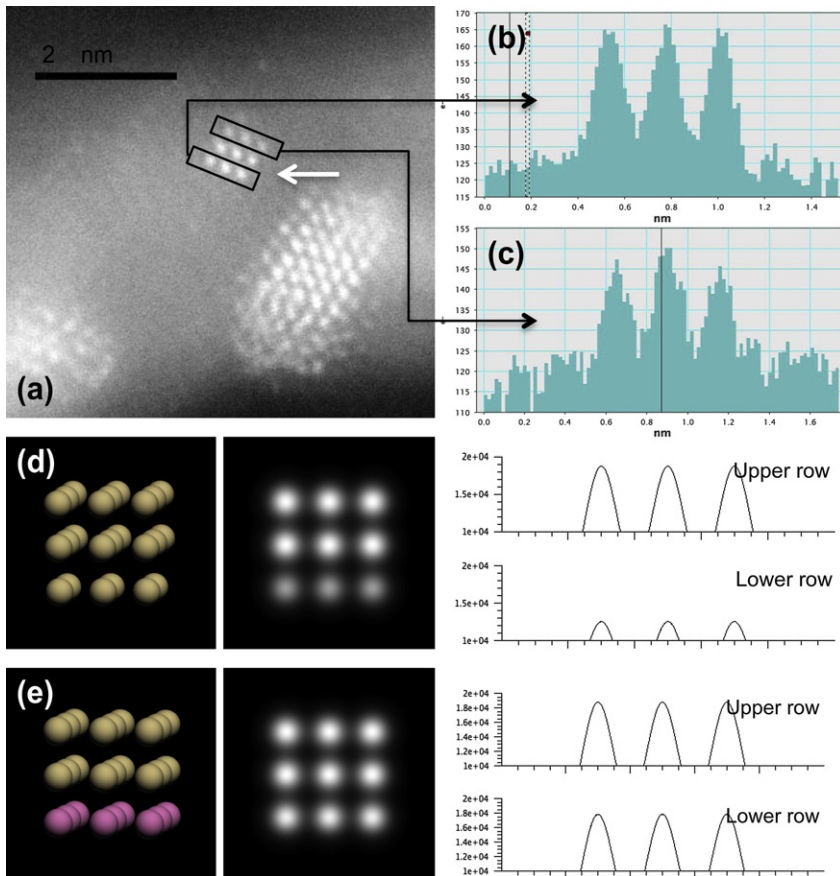 2 nm
(a)
(b)
170
165
160
155
150
145
140
135
130
125
120
115
0.0 0.2 0.4 0.6 0.8 1.0 1.2 1.4
nm
(c)
155
150
145
140
135
130
125
120
115
110
0.0 0.2 0.4 0.6 0.8 1.0 1.2 1.4 1.6
nm
(d)
2e+04
1.5e+04
1e+04
Upper row
2e+04
1.5e+04
1e+04
Lower row
(e)
2e+04
1.8e+04
1.6e+04
1.4e+04
1.2e+04
1e+04
Upper row
2e+04
1.8e+04
1.6e+04
1.4e+04
1.2e+04
1e+04
Lower row